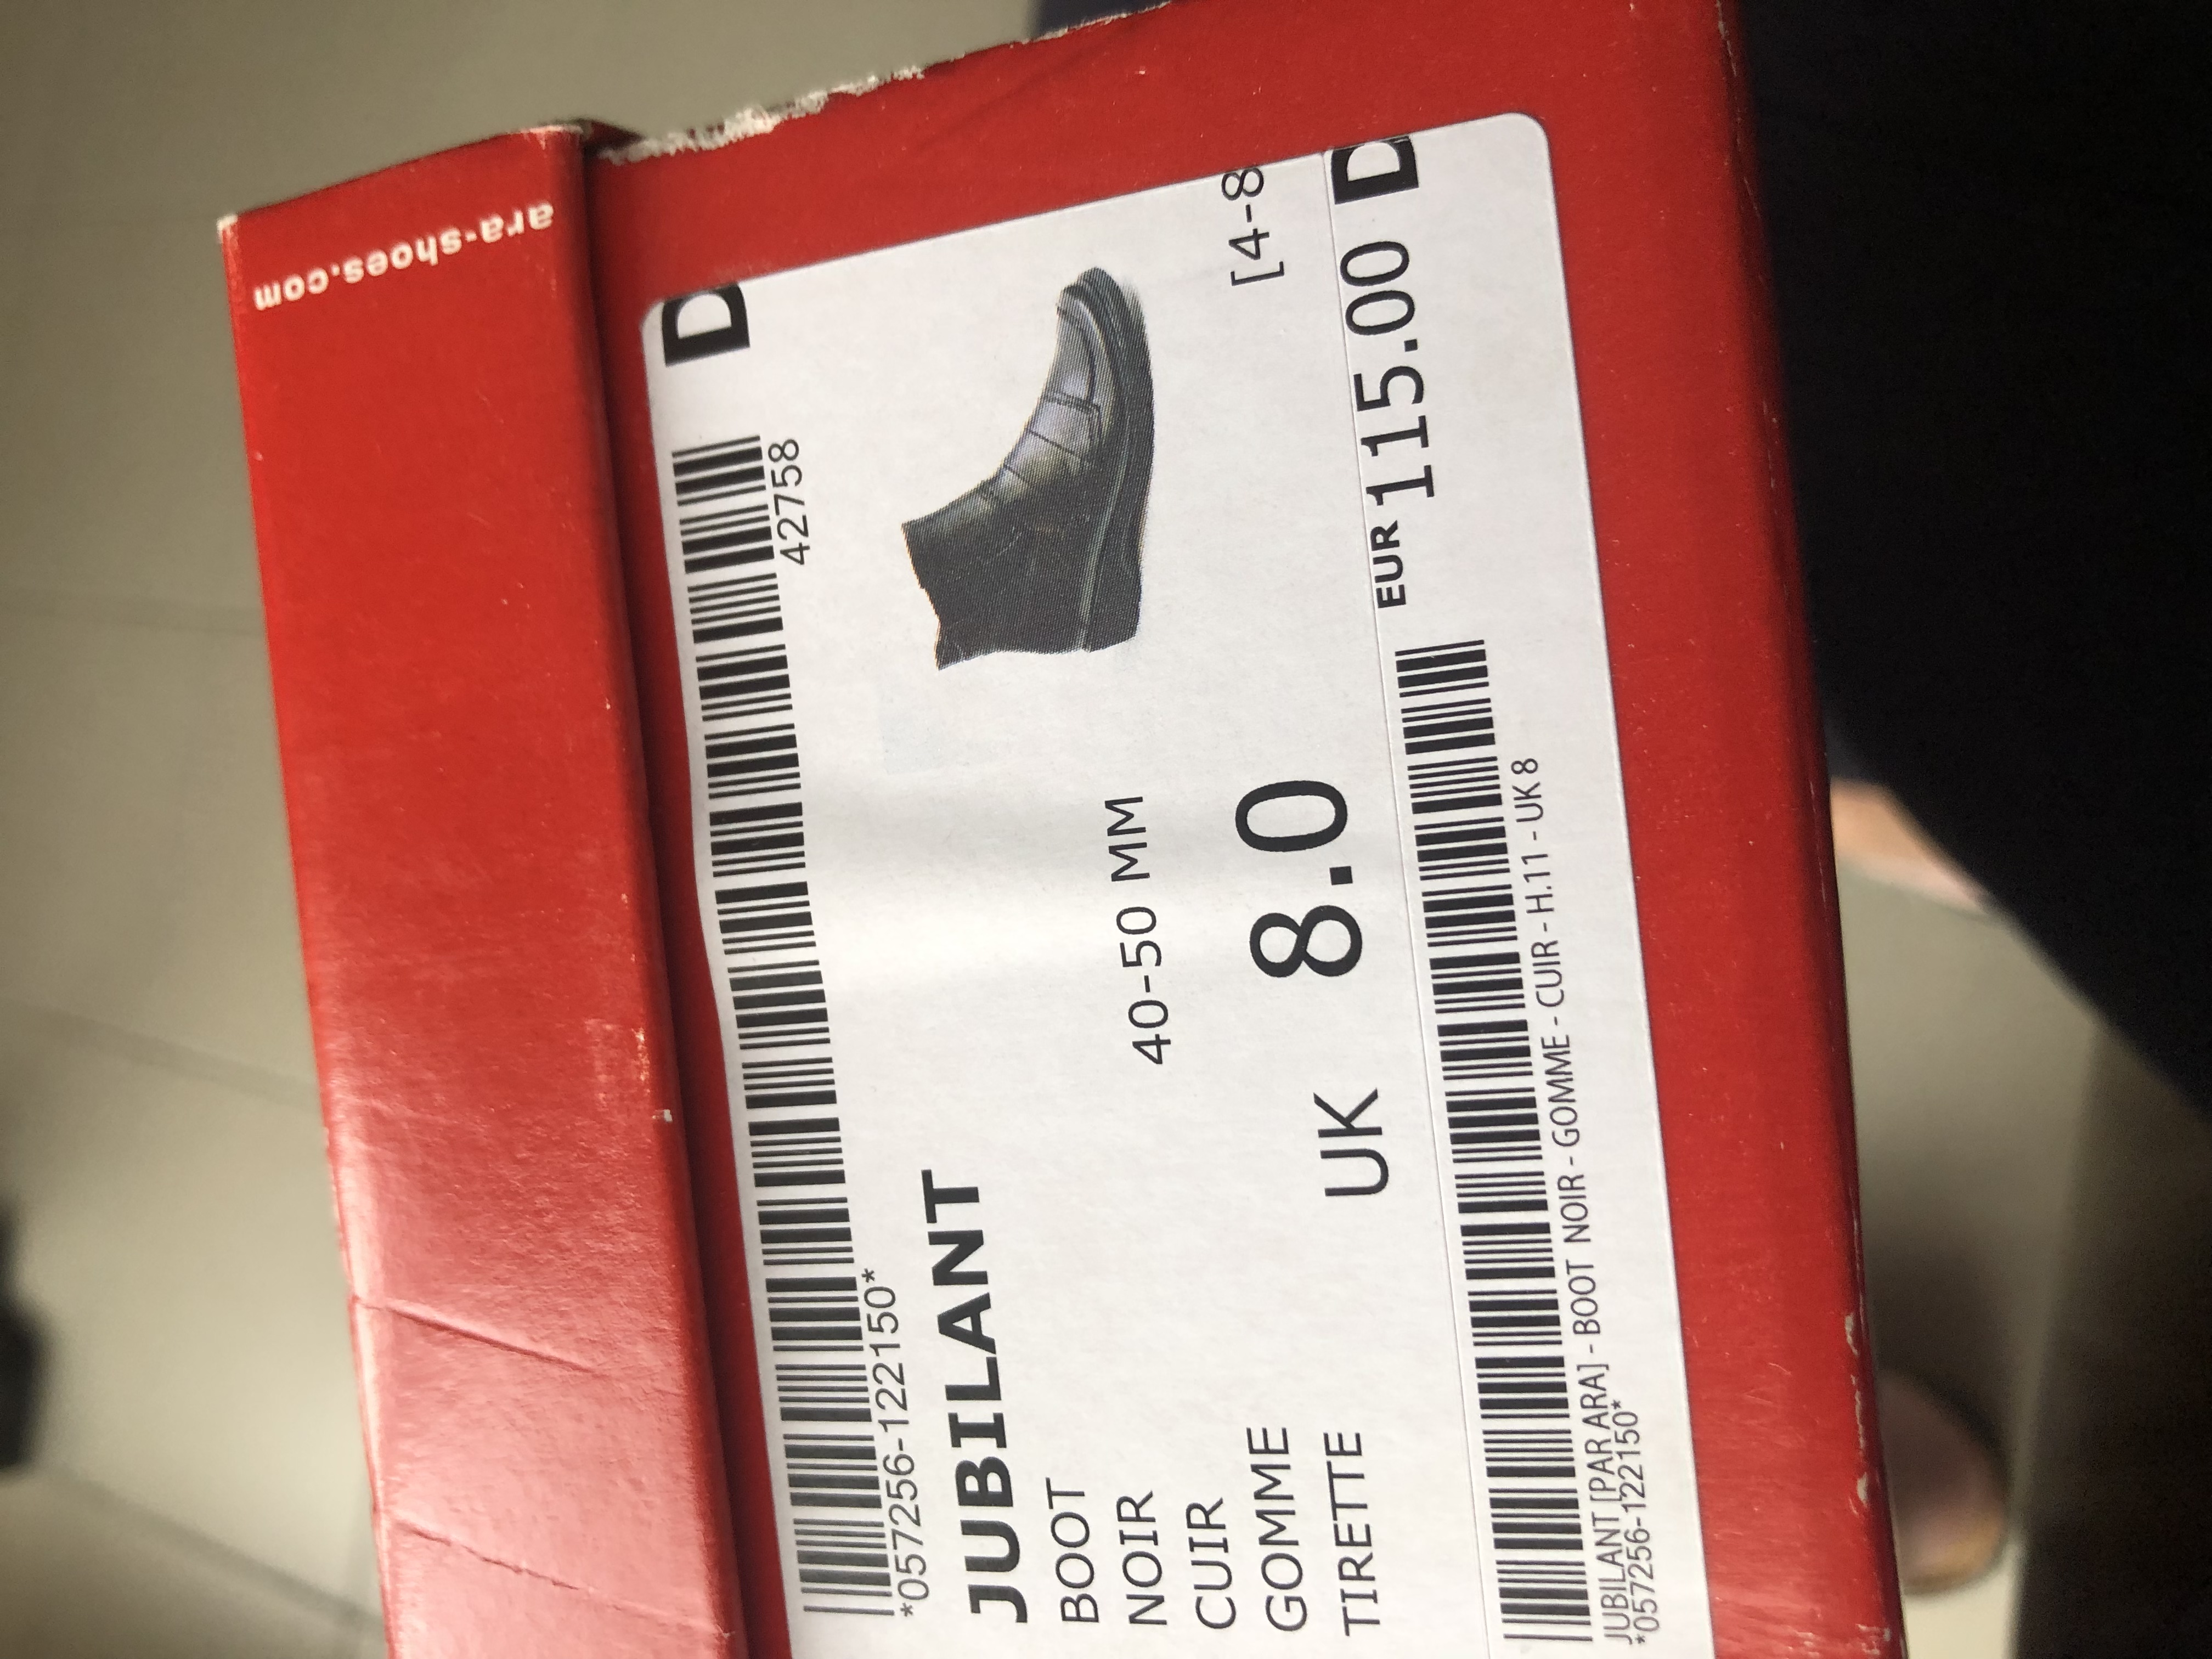 ara-shoes.com
D
*057256-122150*
42758
JUBILANT
BOOT
NOIR
40-50 MM
CUIR
GOMME
TIRETTE
UK 8.0
[4-8
EUR 115.00 D
JUBILANT [PAR ARA] - BOOT NOIR - GOMME - CUIR - H.11 - UK 8
*057256-122150*